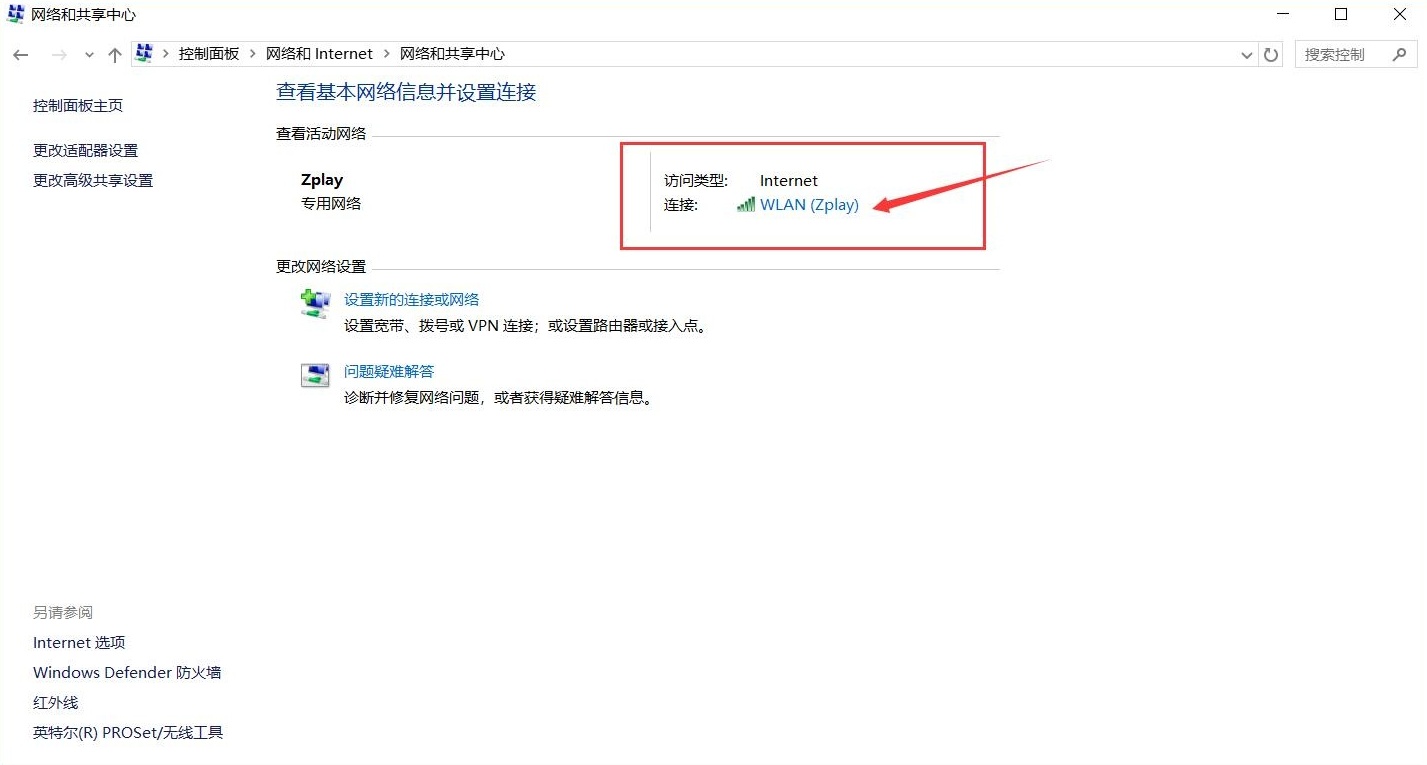 网络和共享中心
控制面板 网络和 Internet 网络和共享中心
搜索控制
控制面板主页
更改适配器设置
更改高级共享设置
查看基本网络信息并设置连接
查看活动网络
Zplay
专用网络
访问类型: Internet
连接: WLAN (Zplay)
更改网络设置
设置新的连接或网络
设置宽带、拨号或 VPN 连接；或设置路由器或接入点。
问题疑难解答
诊断并修复网络问题，或者获得疑难解答信息。
另请参阅
Internet 选项
Windows Defender 防火墙
红外线
英特尔(R) PROSet/无线工具